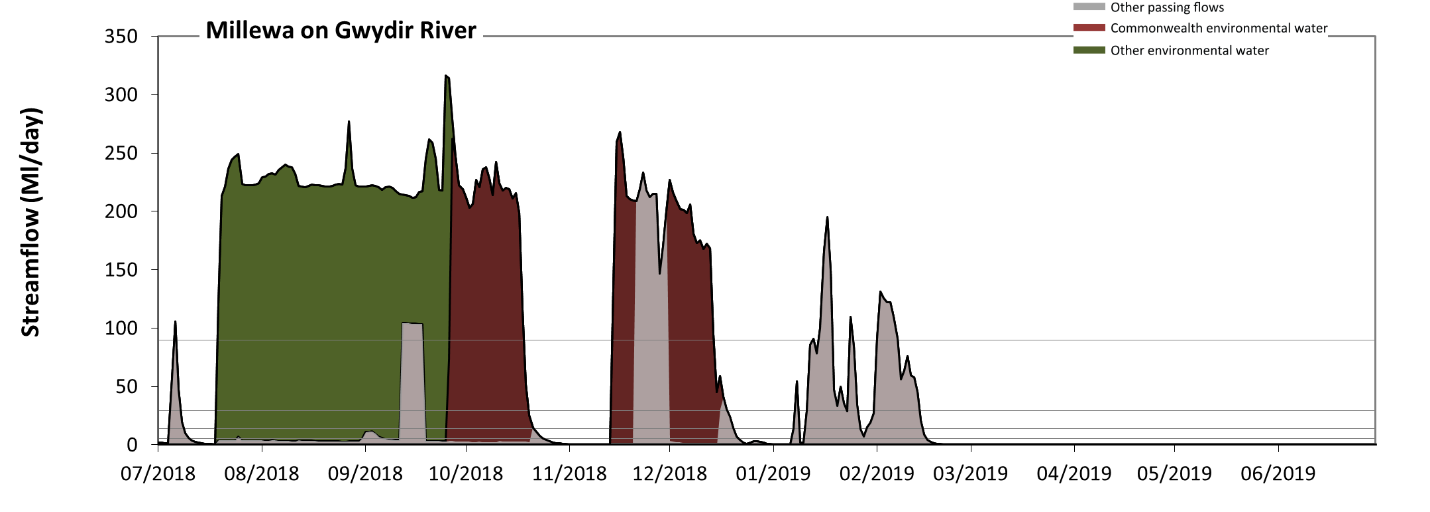 Other passing flows
Millewa on Gwydir River
Commonwealth environmental water
Other environmental water
Streamflow (Ml/day)
350
300
250
200
150
100
50
0
07/2018 08/2018 09/2018 10/2018 11/2018 12/2018 01/2019 02/2019 03/2019 04/2019 05/2019 06/2019